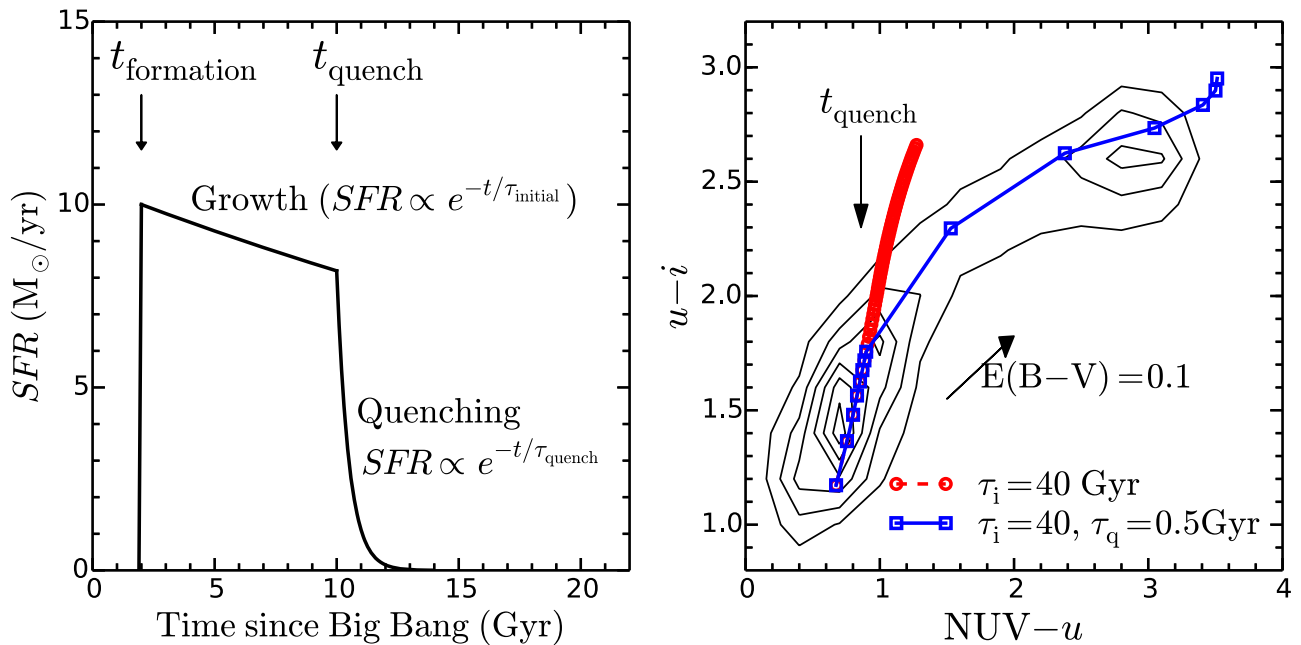 15
10
5
0
0
5
10
15
20
SFR (M⊙/yr)
Time since Big Bang (Gyr)
t_formation
t_quench
Growth (SFR ∝ e^{−t/τ_initial})
Quenching
SFR ∝ e^{−t/τ_quench}
3.0
2.5
2.0
1.5
1.0
0
1
2
3
4
u−i
NUV−u
t_quench
E(B−V)=0.1
τ_i=40 Gyr
τ_i=40, τ_q=0.5Gyr